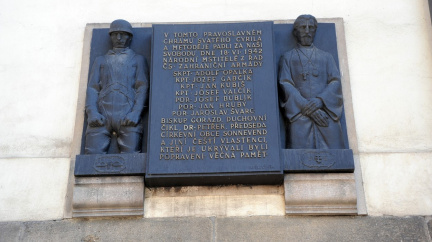 V TOMTO PRAVOSLAVNÉM
CHRÁMU SVATÉHO CYRILA
A METODĚJE PADLI ZA NAŠI
SVOBODU DNE 18·VI·1942
NÁRODNÍ MSTITELÉ Z ŘAD
ČS· ZAHRANIČNÍ ARMÁDY
ŠKPT· ADOLF OPÁLKA
KPT· JOZEF GABČÍK
KPT· JAN KUBIŠ
KPT· JOSEF VALČÍK
POR· JOSEF BUBLÍK
POR· JAN HRUBÝ
POR· JAROSLAV ŠVARC
BISKUP GORAZD, DUCHOVNÍ
ČIKL, DR· PETŘEK, PŘEDSEDA
CÍRKEVNÍ OBCE SONNEVEND
A JINÍ ČEŠTÍ VLASTENCI,
KTEŘÍ JE UKRÝVALI BYLI
POPRAVENI· VĚČNÁ PAMĚŤ